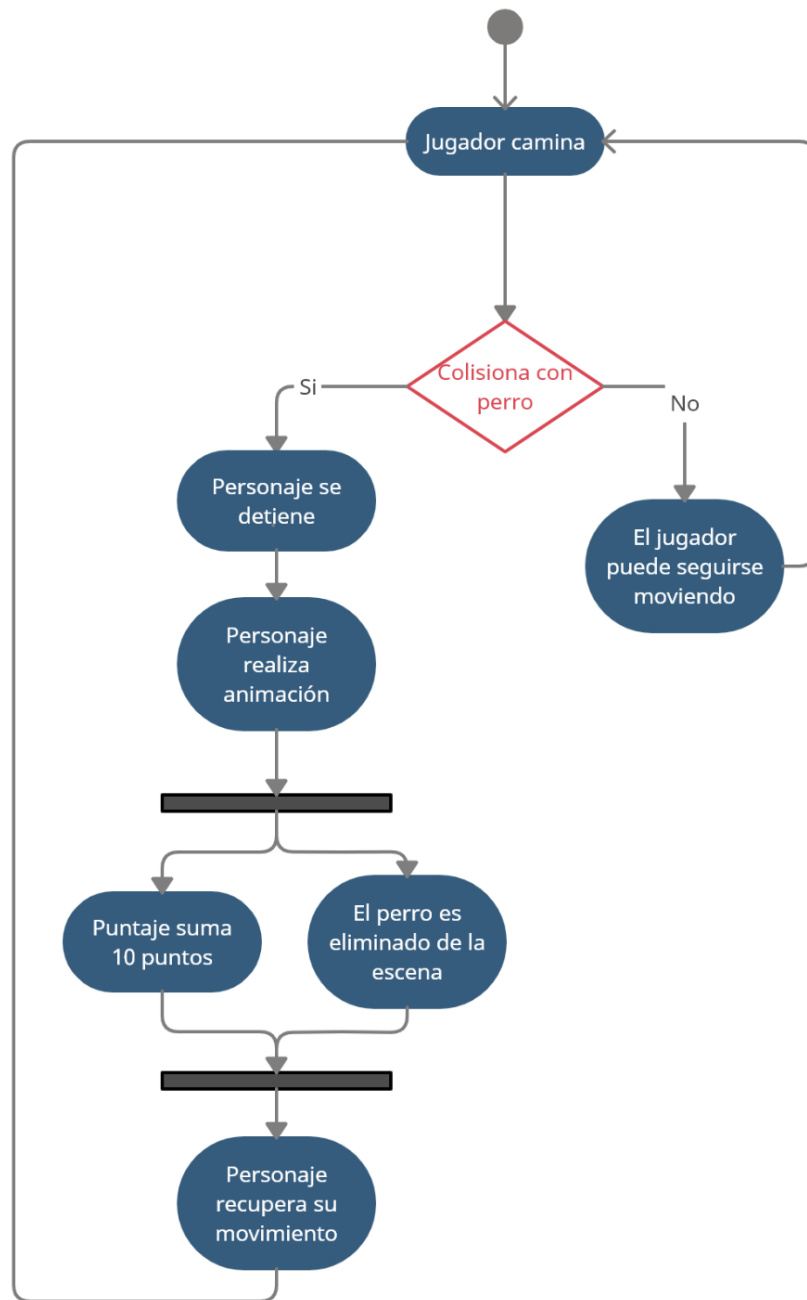 Jugador camina
Colisiona con
perro
Si
No
Personaje se
detiene
El jugador
puede seguirse
moviendo
Personaje
realiza
animación
Puntaje suma
10 puntos
El perro es
eliminado de la
escena
Personaje
recupera su
movimiento